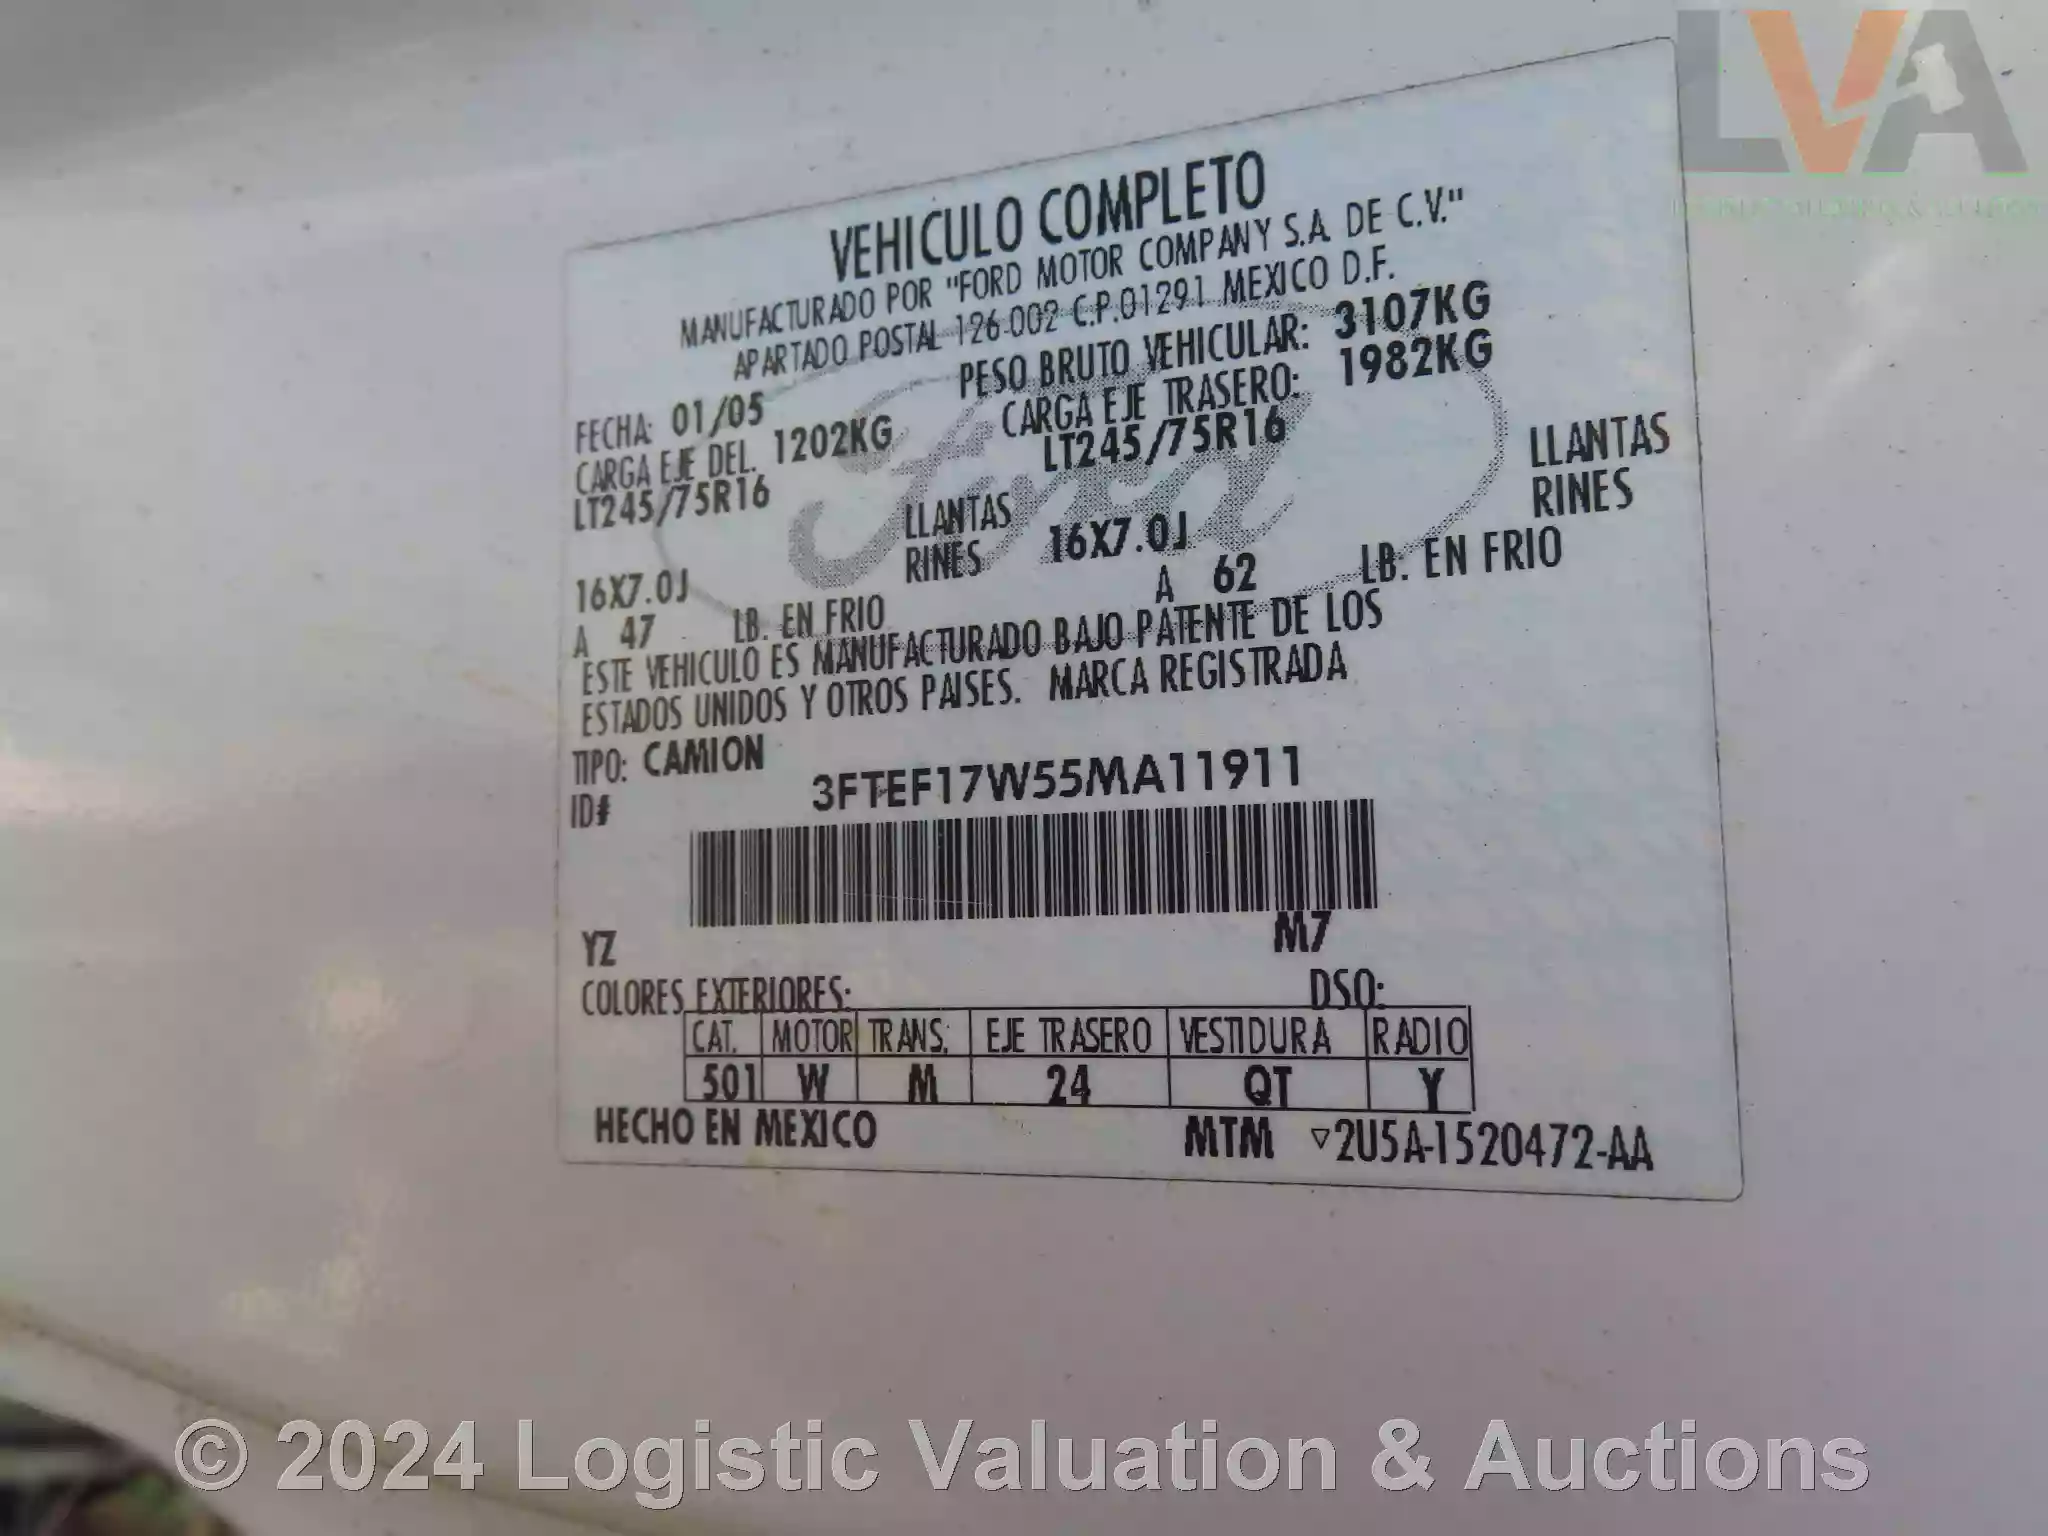 LVA
VEHICULO COMPLETO
MANUFACTURADO POR "FORD MOTOR COMPANY S.A. DE C.V."
APARTADO POSTAL 126-002 C.P.01291 MEXICO D.F.
FECHA: 01/05 PESO BRUTO VEHICULAR: 3107KG
CARGA EJE DEL. 1202KG CARGA EJE TRASERO: 1982KG
LT245/75R16 LLANTAS LT245/75R16 LLANTAS
16X7.0J RINES 16X7.0J RINES
A 47 LB. EN FRIO A 62 LB. EN FRIO
ESTE VEHICULO ES MANUFACTURADO BAJO PATENTE DE LOS
ESTADOS UNIDOS Y OTROS PAISES. MARCA REGISTRADA
Ford
TIPO: CAMION
ID# 3FTEF17W55MA11911
YZ M7
COLORES EXTERIORES: DSO:
CAT. MOTOR TRANS. EJE TRASERO VESTIDURA RADIO
501 W M 24 QT Y
HECHO EN MEXICO MTM ▽2U5A-1520472-AA
© 2024 Logistic Valuation & Auctions